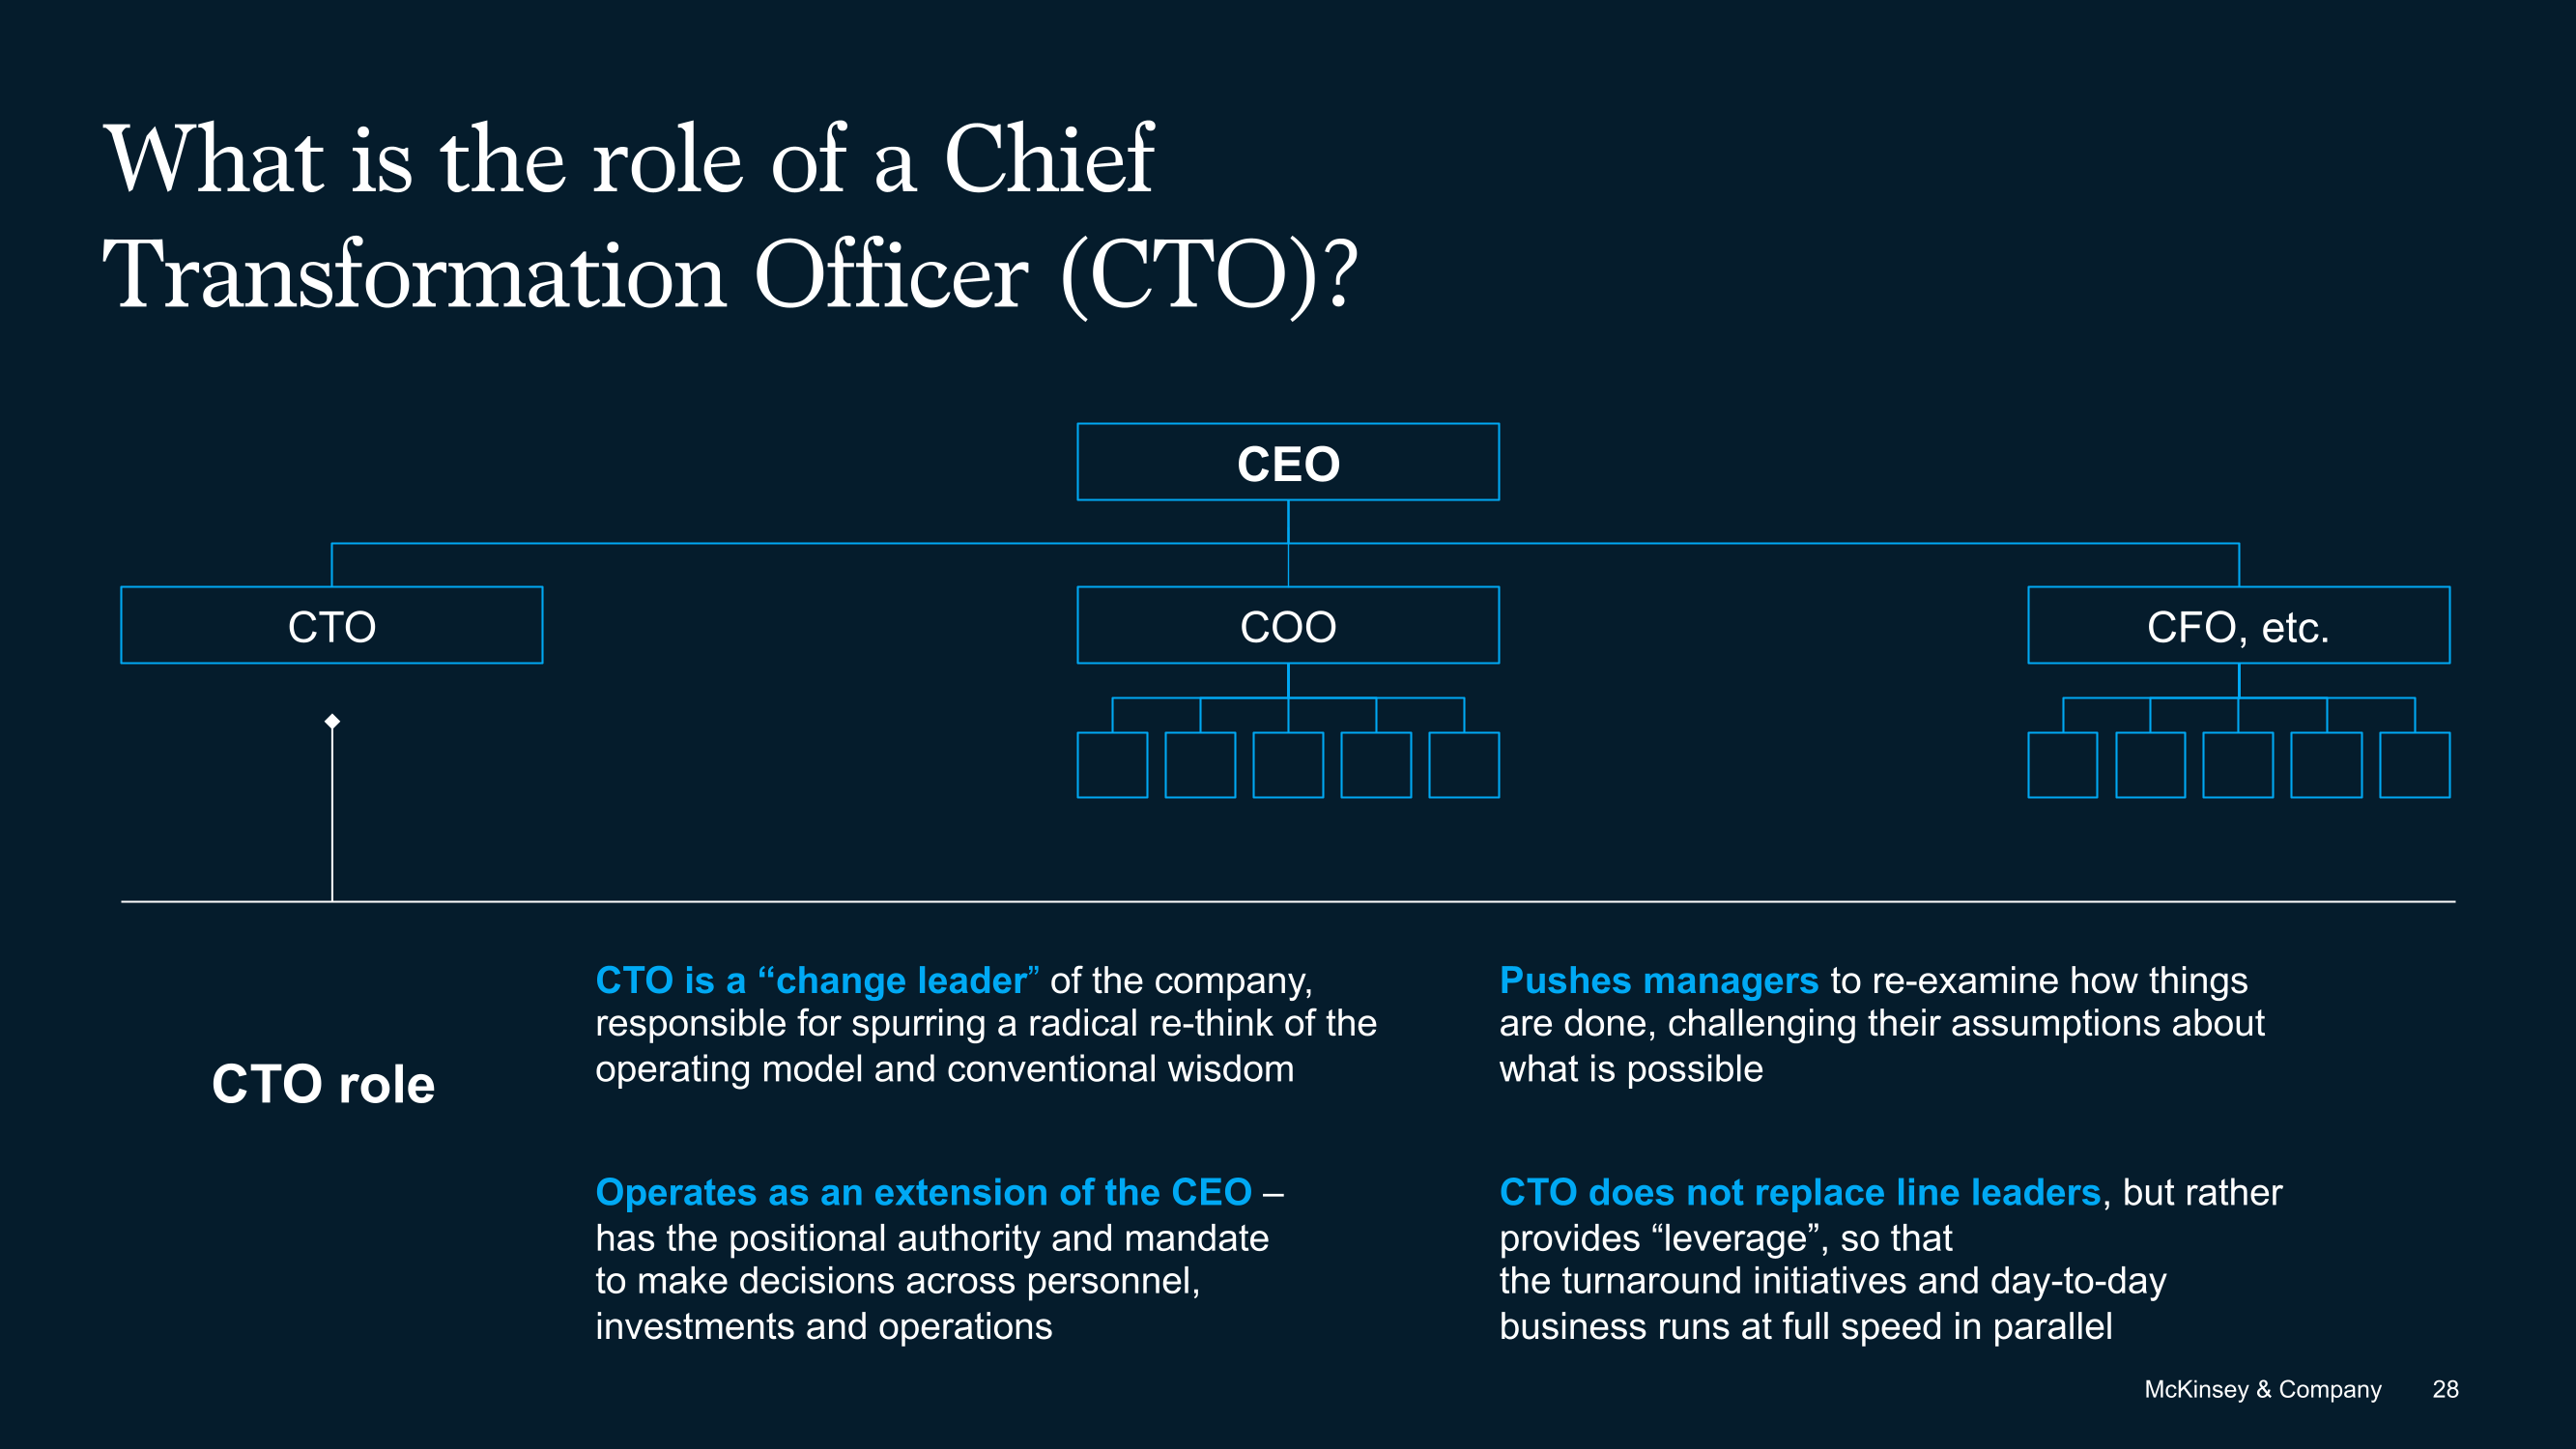 What is the role of a Chief
Transformation Officer (CTO)?
CEO
CTO
COO
CFO, etc.
CTO role
CTO is a “change leader” of the company,
responsible for spurring a radical re-think of the
operating model and conventional wisdom
Operates as an extension of the CEO –
has the positional authority and mandate
to make decisions across personnel,
investments and operations
Pushes managers to re-examine how things
are done, challenging their assumptions about
what is possible
CTO does not replace line leaders, but rather
provides “leverage”, so that
the turnaround initiatives and day-to-day
business runs at full speed in parallel
McKinsey & Company 28